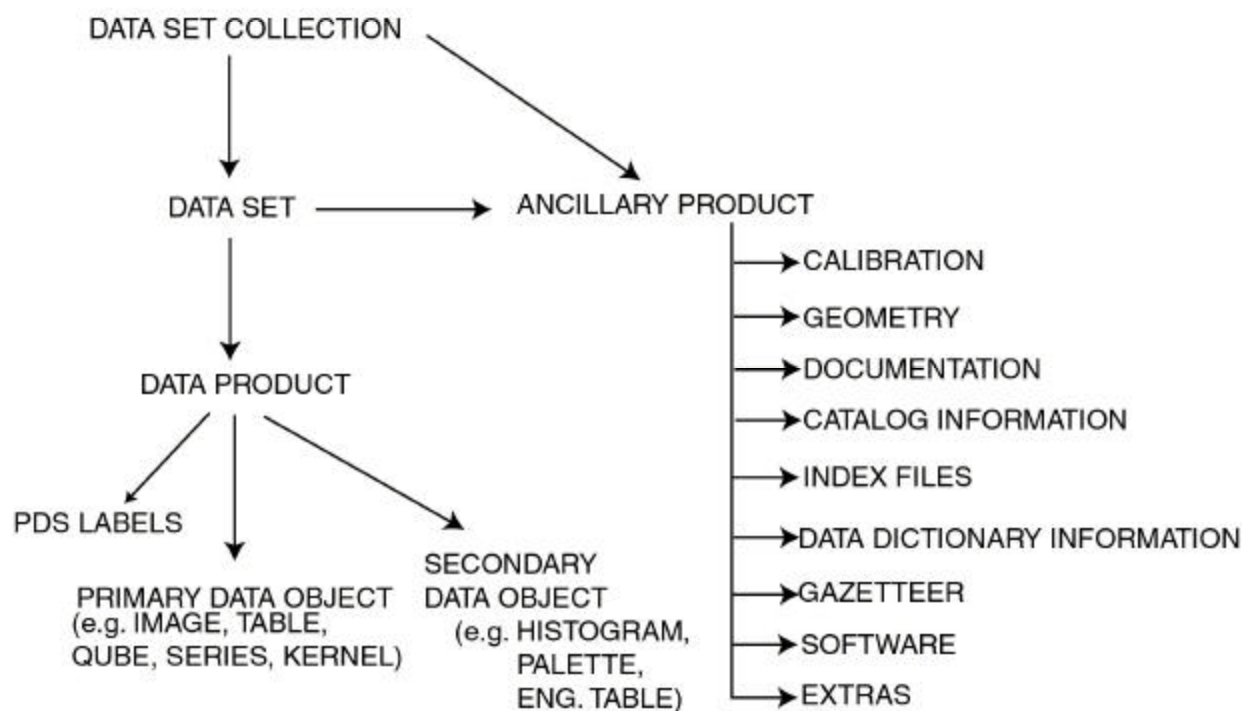 DATA SET COLLECTION
DATA SET
ANCILLARY PRODUCT
CALIBRATION
GEOMETRY
DOCUMENTATION
CATALOG INFORMATION
INDEX FILES
DATA DICTIONARY INFORMATION
GAZETTEER
SOFTWARE
EXTRAS
DATA PRODUCT
PDS LABELS
PRIMARY DATA OBJECT
(e.g. IMAGE, TABLE,
QUBE, SERIES, KERNEL)
SECONDARY
DATA OBJECT
(e.g. HISTOGRAM,
PALETTE,
ENG. TABLE)